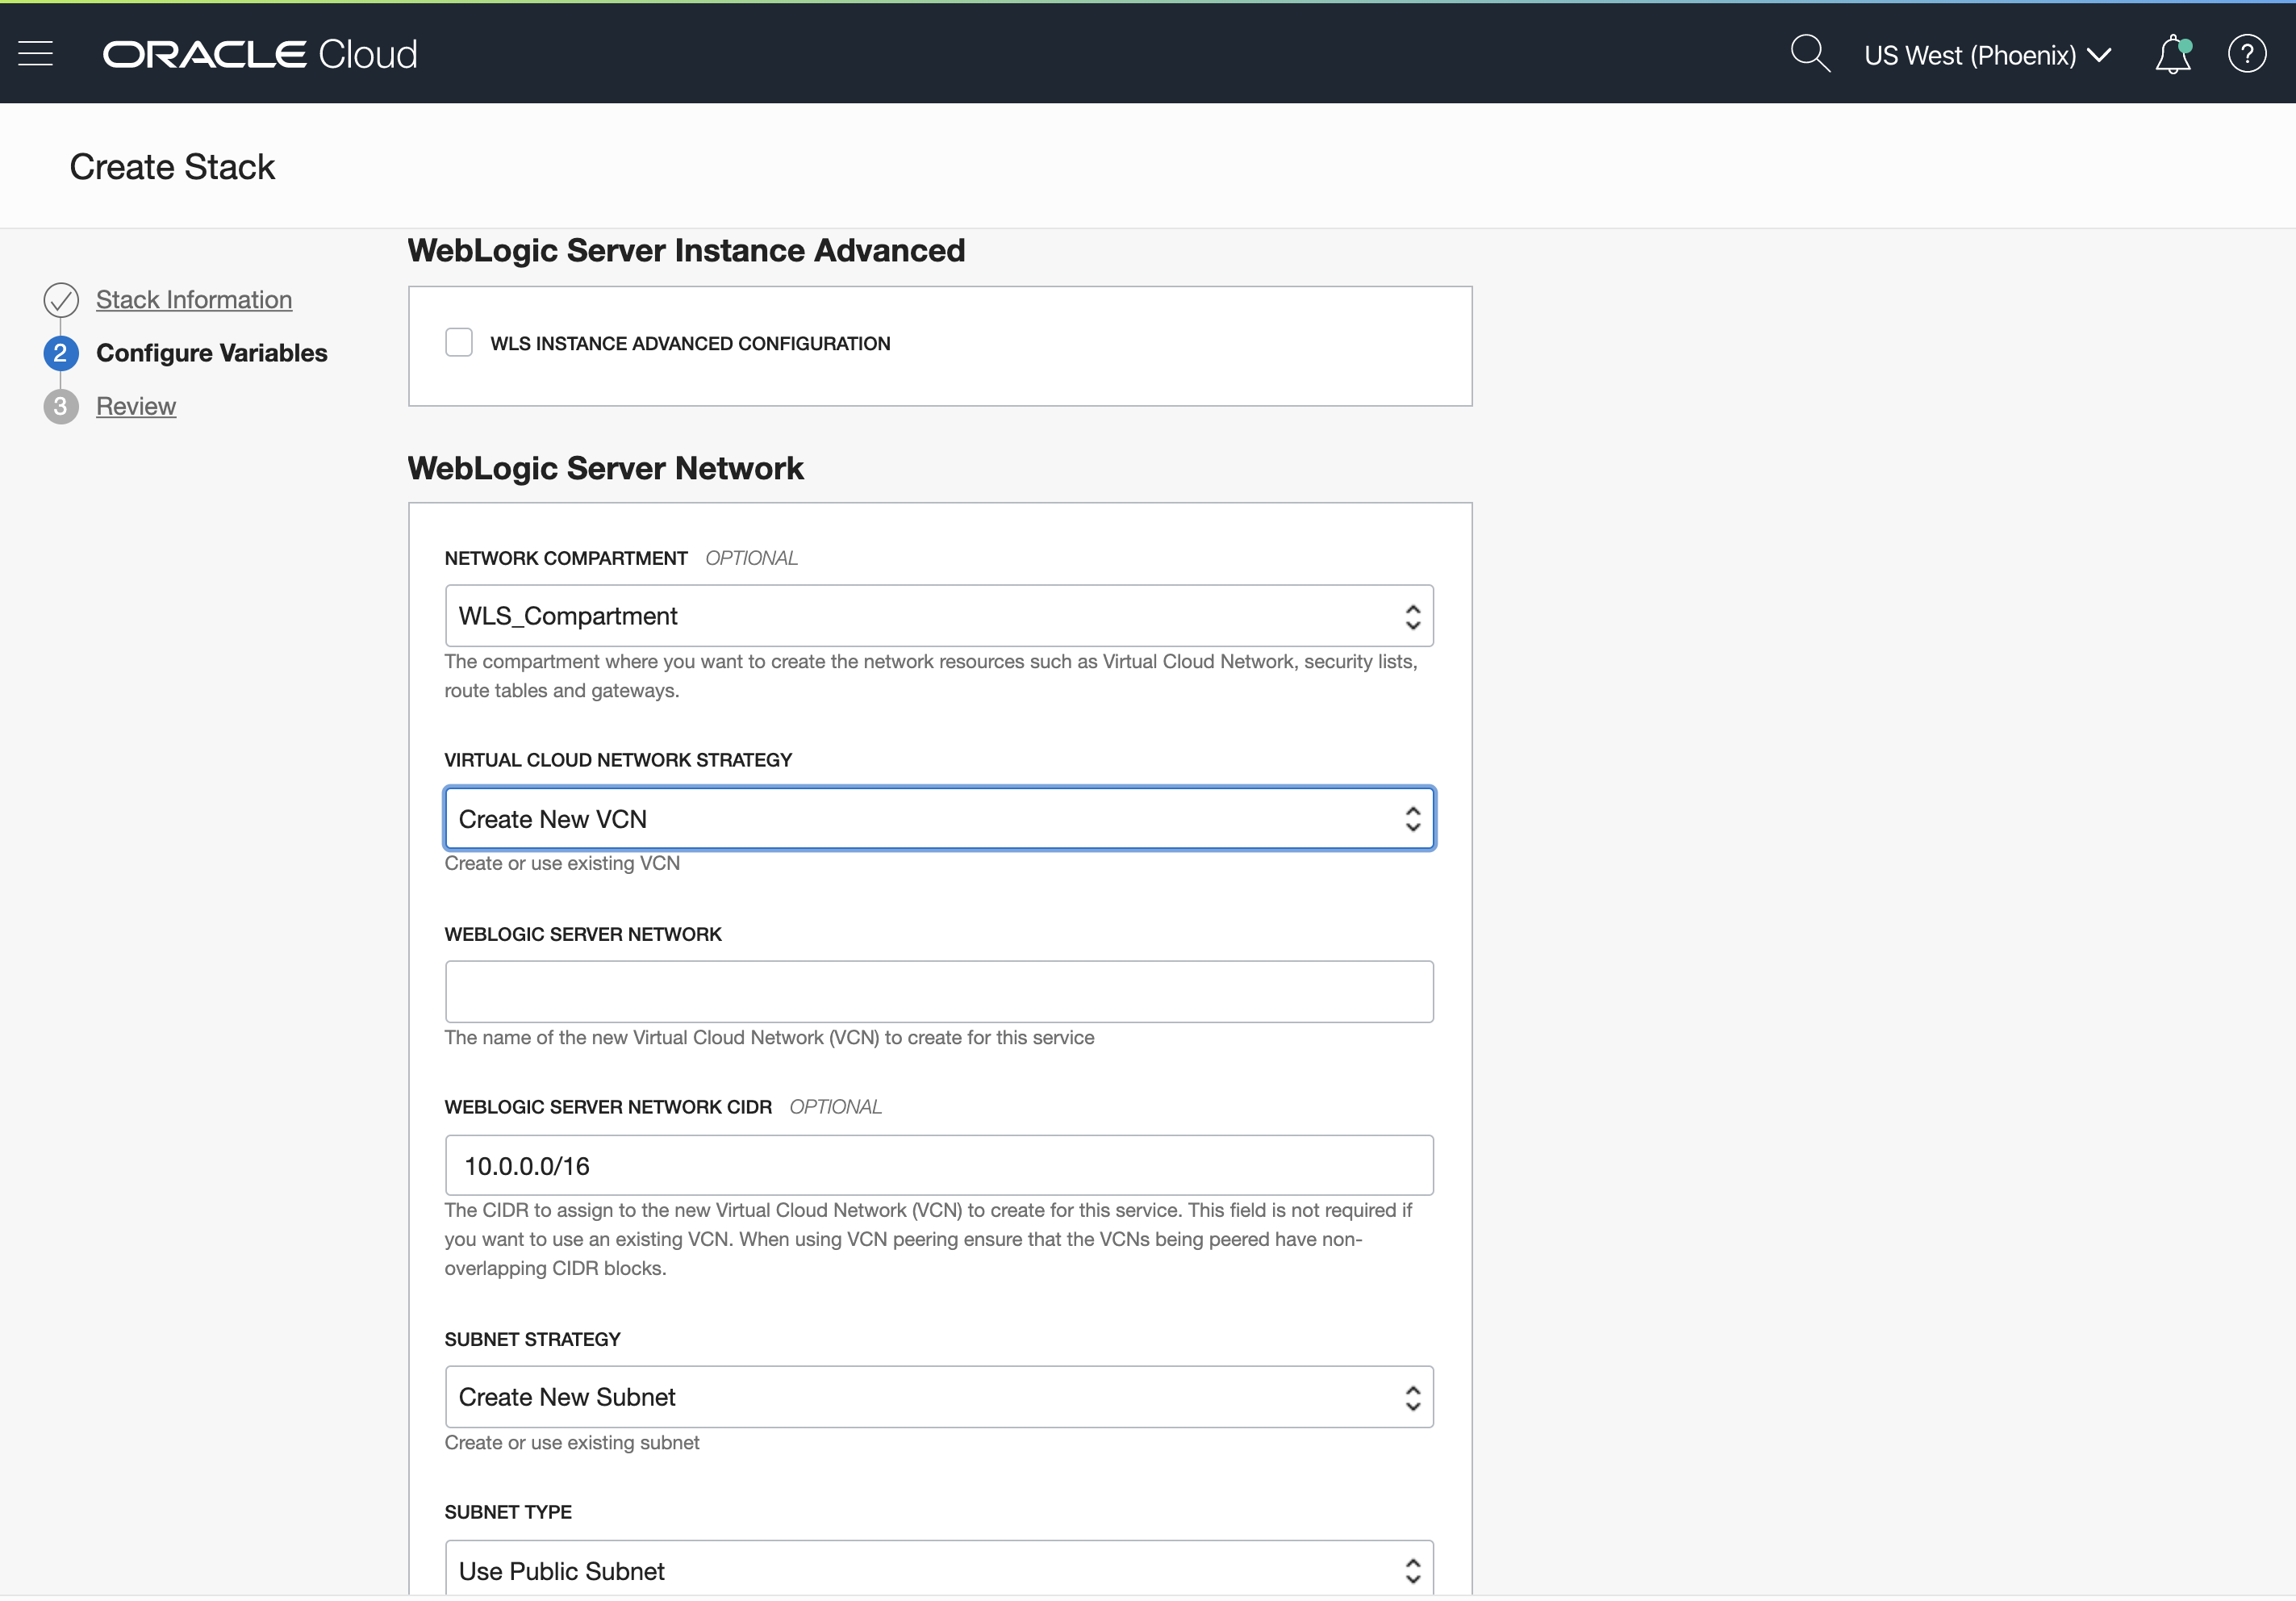 ORACLE Cloud
US West (Phoenix)
?
Create Stack
Stack Information
2 Configure Variables
3 Review
WebLogic Server Instance Advanced
WLS INSTANCE ADVANCED CONFIGURATION
WebLogic Server Network
NETWORK COMPARTMENT OPTIONAL
WLS_Compartment
The compartment where you want to create the network resources such as Virtual Cloud Network, security lists,
route tables and gateways.
VIRTUAL CLOUD NETWORK STRATEGY
Create New VCN
Create or use existing VCN
WEBLOGIC SERVER NETWORK
The name of the new Virtual Cloud Network (VCN) to create for this service
WEBLOGIC SERVER NETWORK CIDR OPTIONAL
10.0.0.0/16
The CIDR to assign to the new Virtual Cloud Network (VCN) to create for this service. This field is not required if
you want to use an existing VCN. When using VCN peering ensure that the VCNs being peered have non-
overlapping CIDR blocks.
SUBNET STRATEGY
Create New Subnet
Create or use existing subnet
SUBNET TYPE
Use Public Subnet